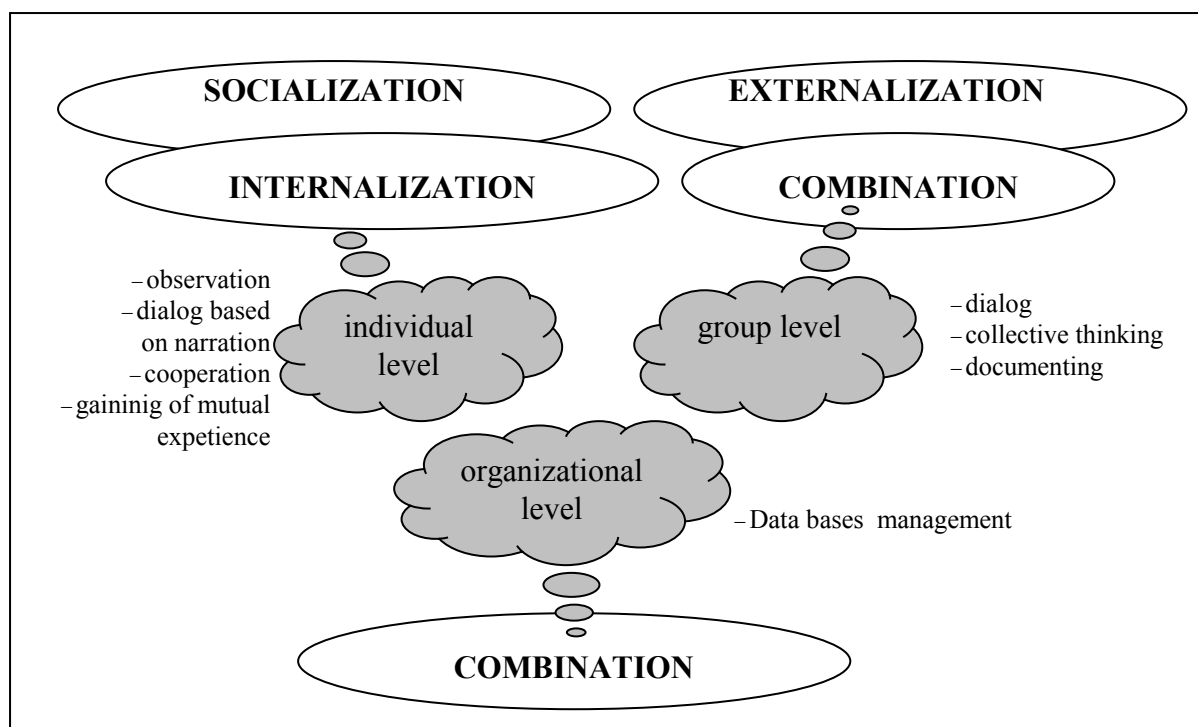 SOCIALIZATION
EXTERNALIZATION
INTERNALIZATION
COMBINATION
– observation
– dialog based
on narration
– cooperation
– gaininig of mutual
expetience
individual
level
group level
– dialog
– collective thinking
– documenting
organizational
level
– Data bases management
COMBINATION